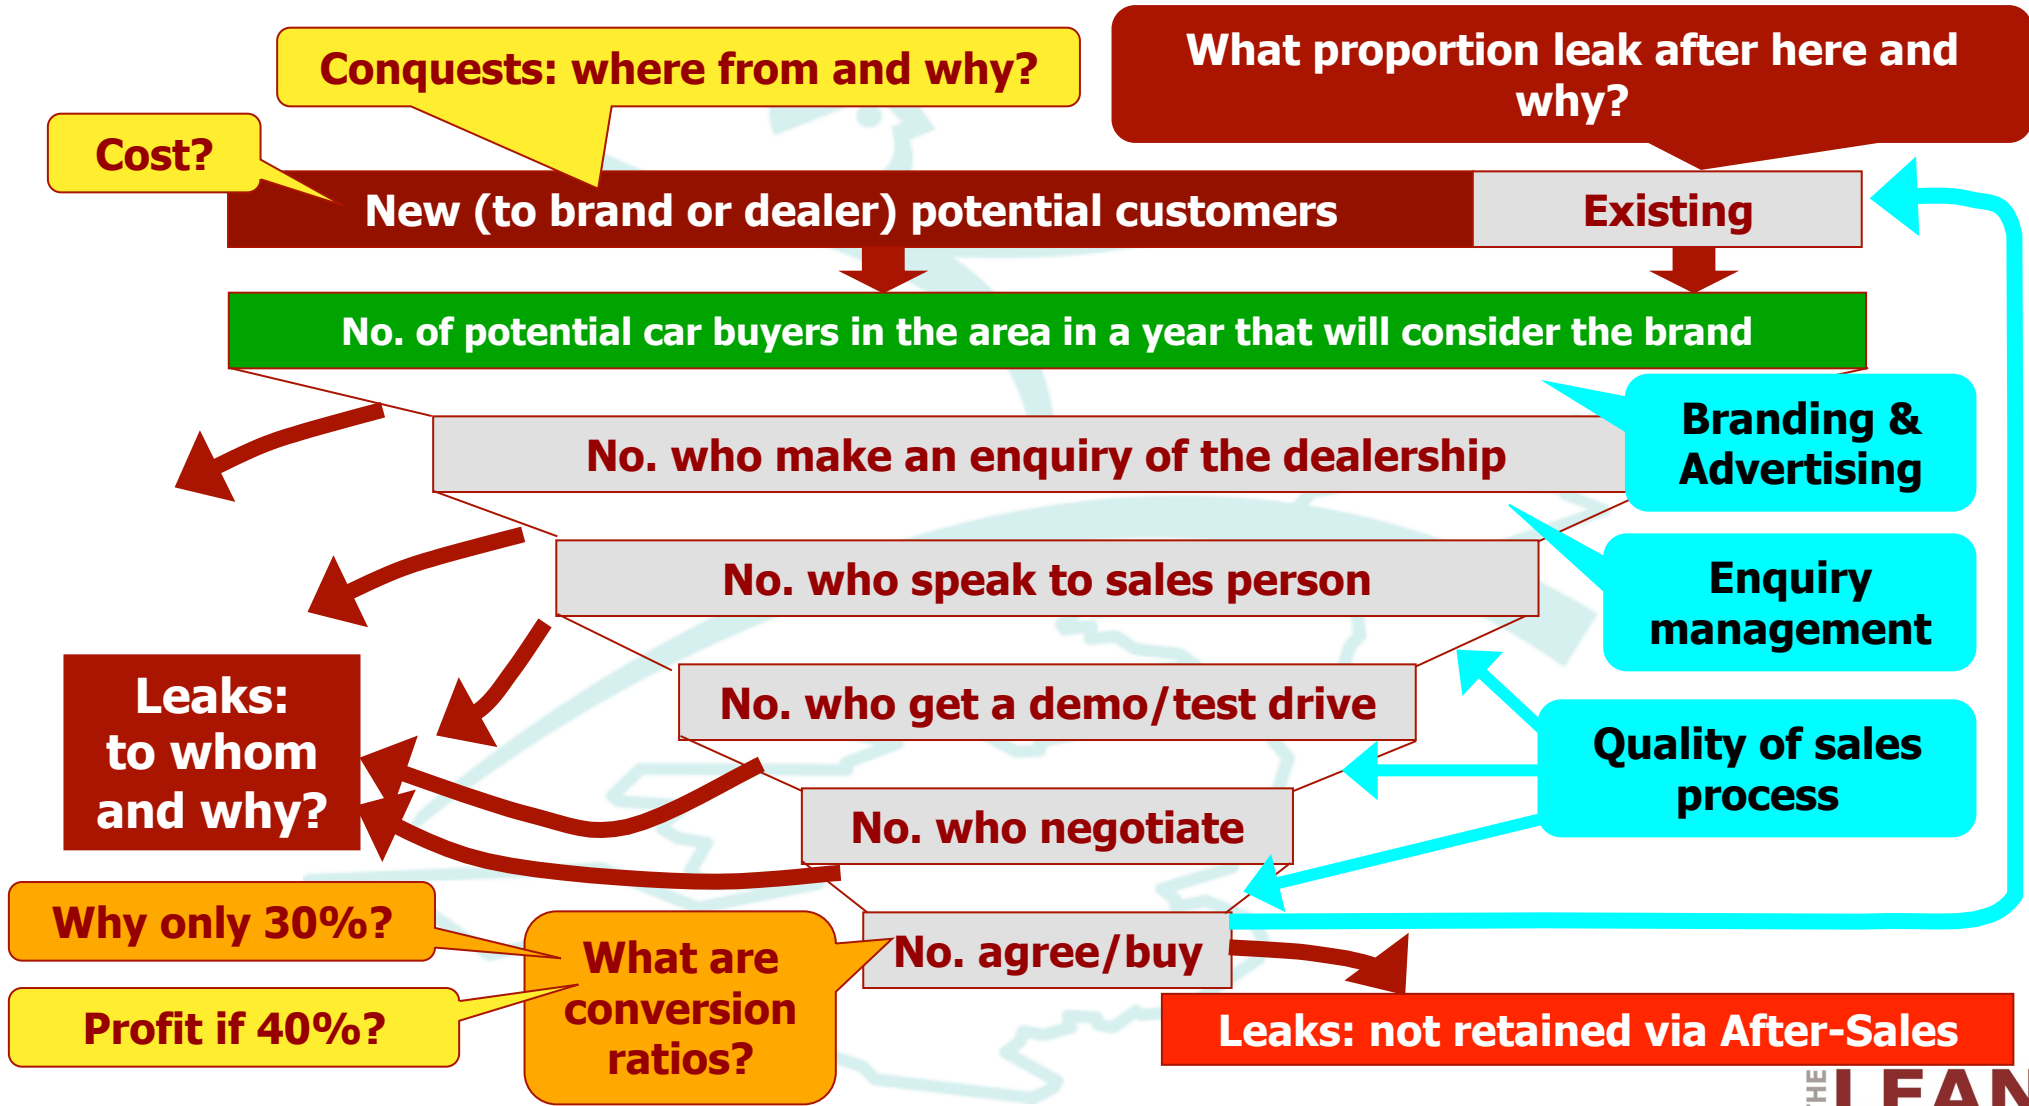 Conquests: where from and why?
What proportion leak after here and
why?
Cost?
New (to brand or dealer) potential customers
Existing
No. of potential car buyers in the area in a year that will consider the brand
Branding &
Advertising
No. who make an enquiry of the dealership
No. who speak to sales person
Enquiry
management
Leaks:
to whom
and why?
No. who get a demo/test drive
Quality of sales
process
No. who negotiate
Why only 30%?
What are
conversion
ratios?
No. agree/buy
Profit if 40%?
Leaks: not retained via After-Sales
THE
LEAN